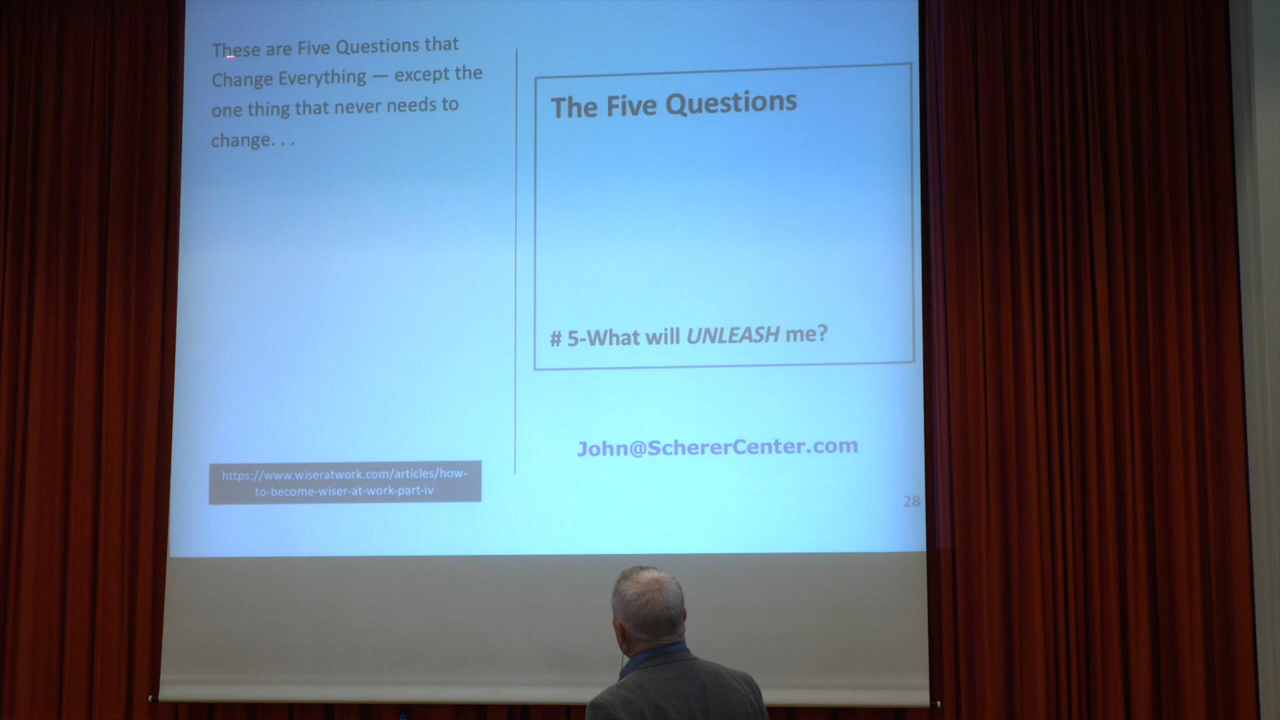 These are Five Questions that
Change Everything — except the
one thing that never needs to
change. . .
https://www.wiseratwork.com/articles/how-
to-become-wiser-at-work-part-iv
The Five Questions
# 5-What will UNLEASH me?
John@SchererCenter.com
28